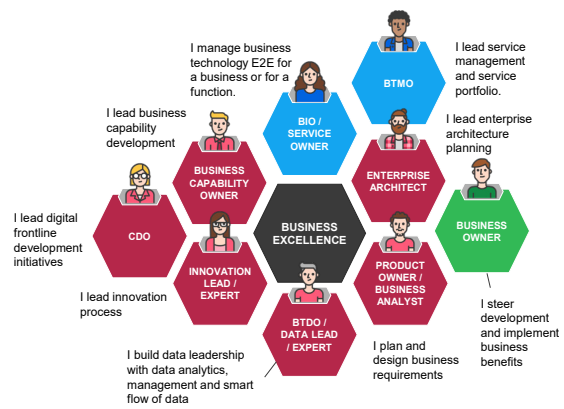 I manage business
technology E2E for
a business or for a
function.
I lead service
management
and service
portfolio.
BTMO
I lead business
capability
development
BIO /
SERVICE
OWNER
I lead enterprise
architecture
planning
BUSINESS
CAPABILITY
OWNER
ENTERPRISE
ARCHITECT
I lead digital
frontline
development
initiatives
CDO
BUSINESS
EXCELLENCE
BUSINESS
OWNER
INNOVATION
LEAD /
EXPERT
PRODUCT
OWNER /
BUSINESS
ANALYST
I lead innovation
process
BTDO /
DATA LEAD
/ EXPERT
I steer
development
and implement
business
benefits
I build data leadership
with data analytics,
management and smart
flow of data
I plan and
design business
requirements